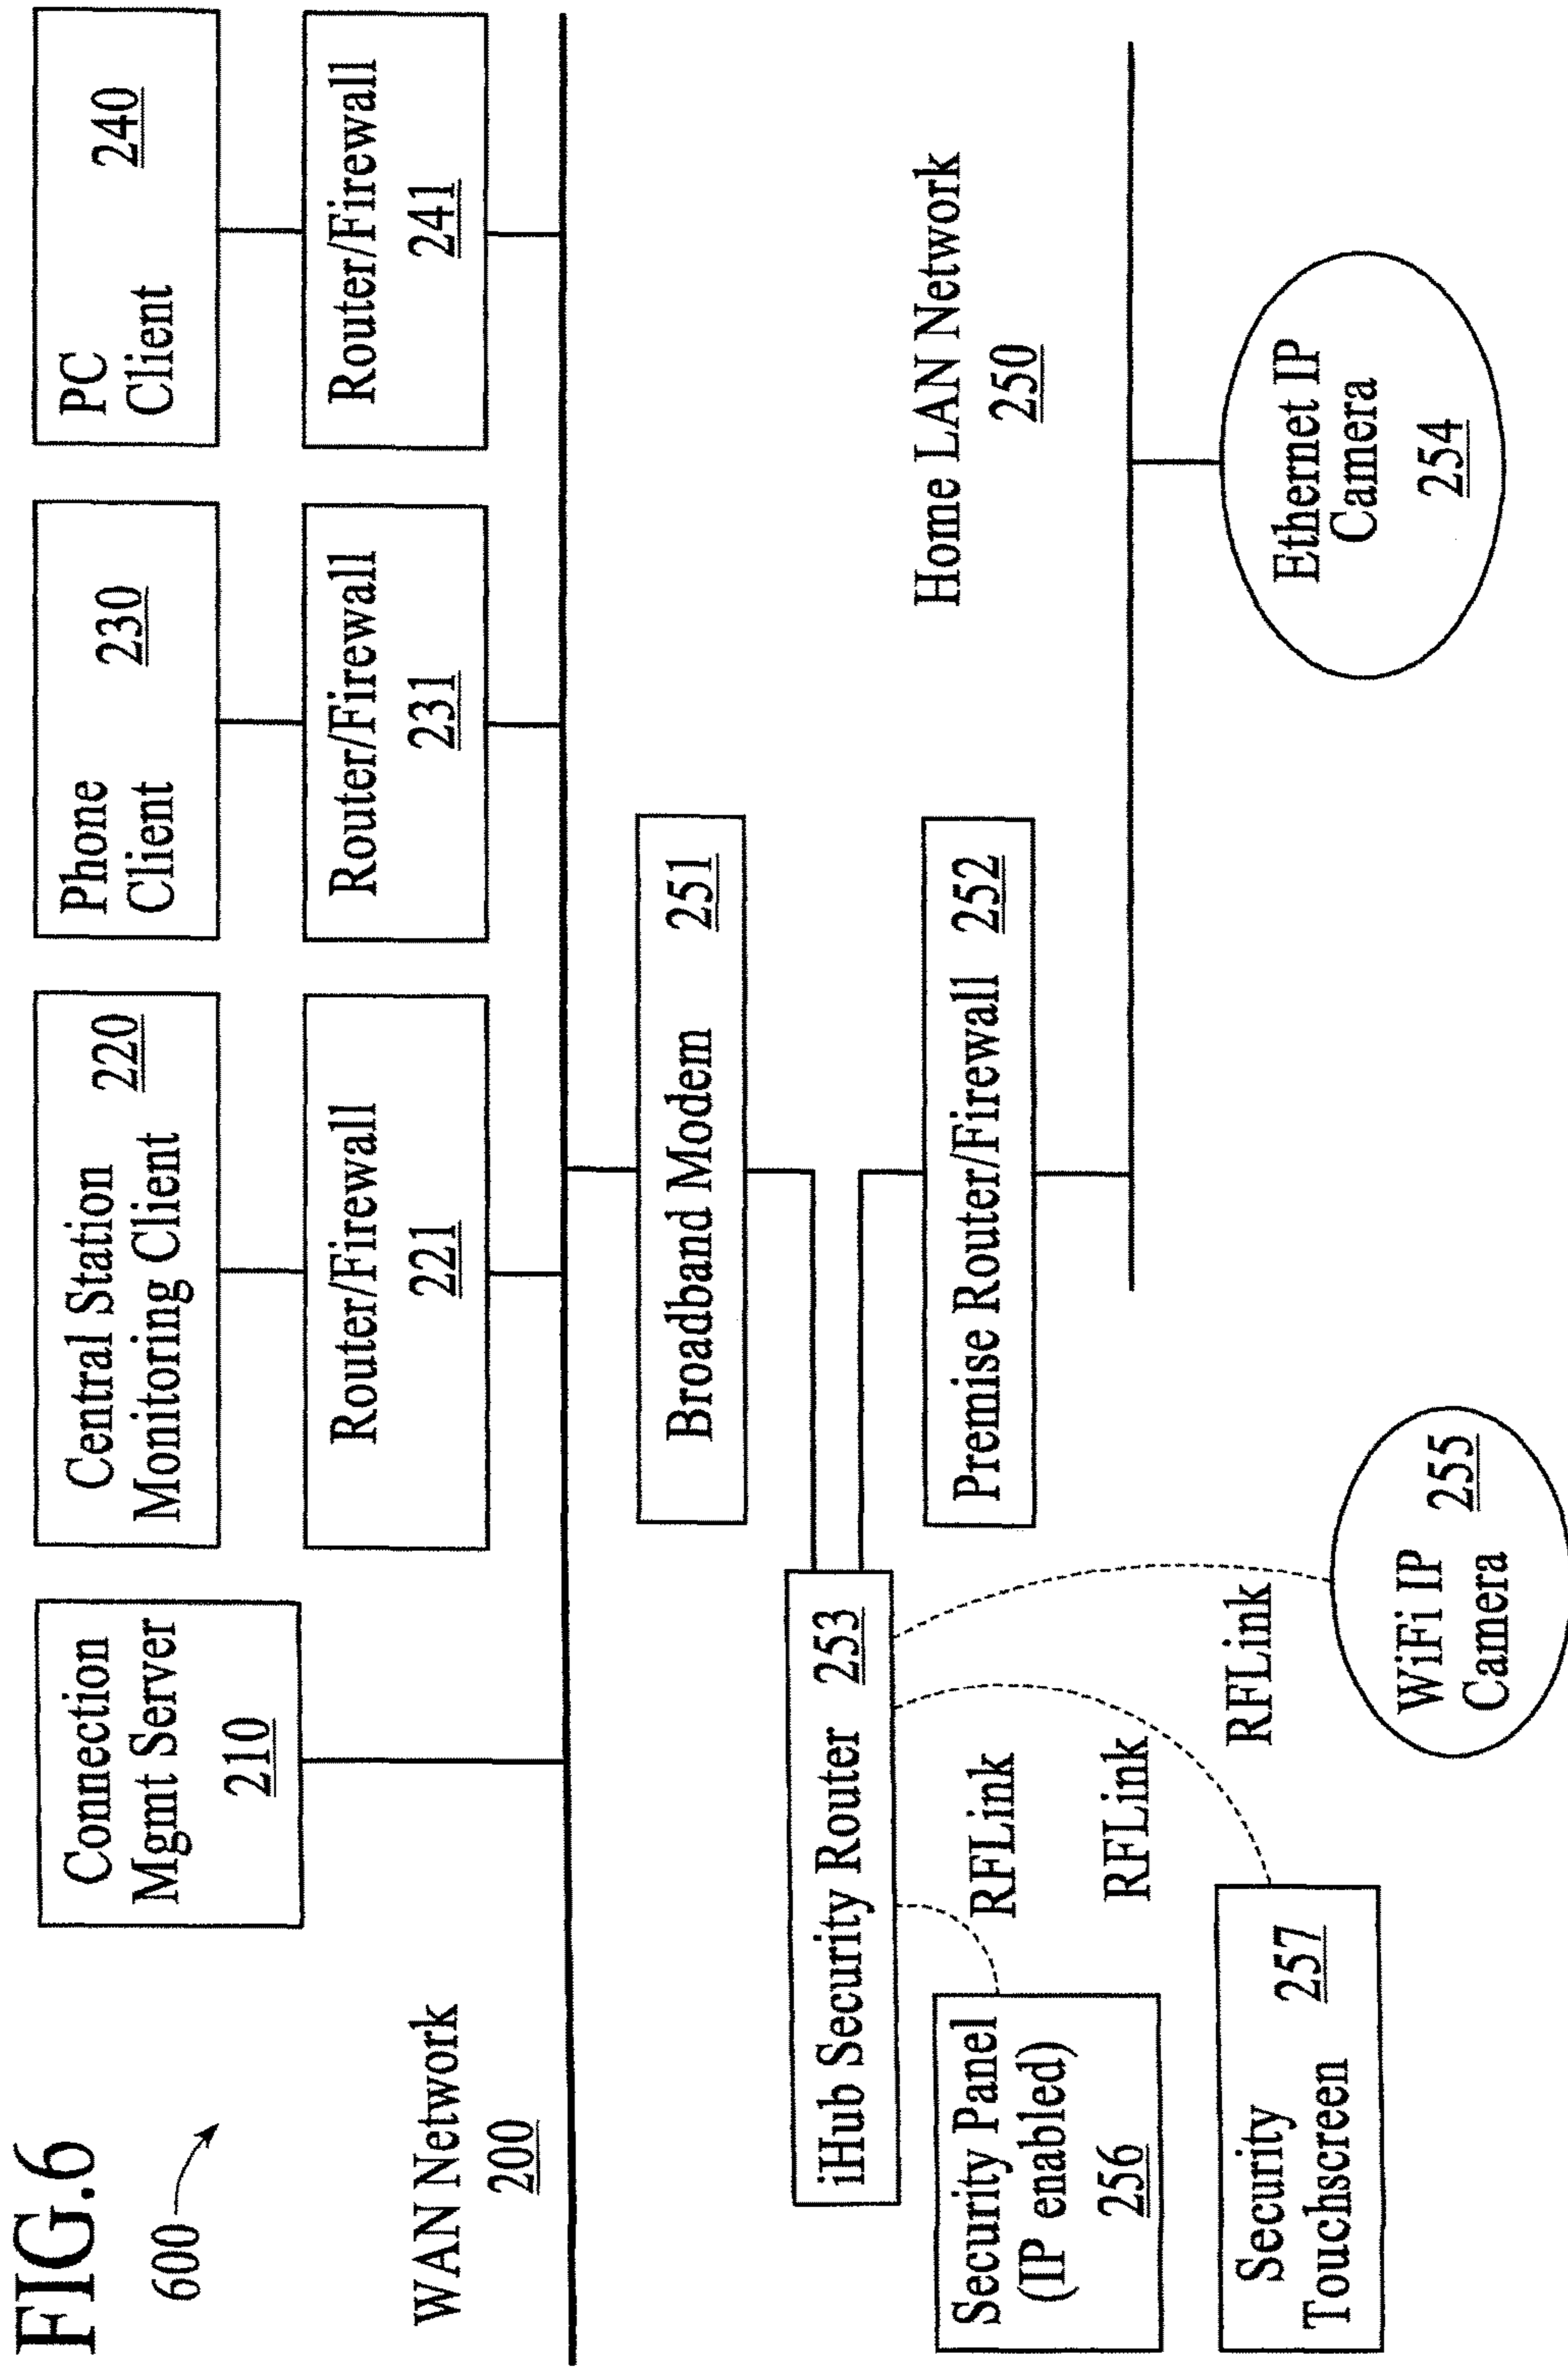 FIG.6
600
Connection
Mgmt Server
210
Central Station
Monitoring Client
220
Phone
Client
230
PC
Client
240
Router/Firewall
221
Router/Firewall
231
Router/Firewall
241
WAN Network
200
Broadband Modem 251
iHub Security Router 253
Premise Router/Firewall 252
Home LAN Network
250
Security Panel
(IP enabled)
256
RFLink
RFLink
RFLink
Security
Touchscreen
257
WiFi IP
Camera
255
Ethernet IP
Camera
254